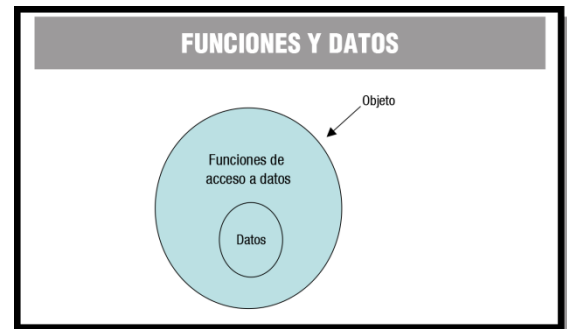 FUNCIONES Y DATOS
Objeto
Funciones de
acceso a datos
Datos